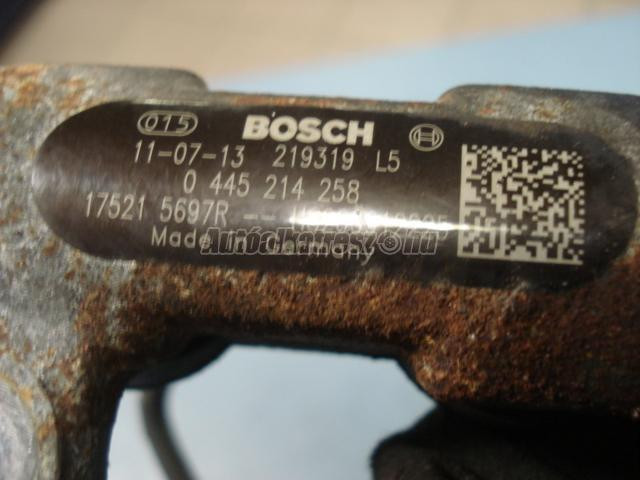 015 BOSCH
11-07-13 219319 L5
0 445 214 258
17521 5697R --
Made in Germany